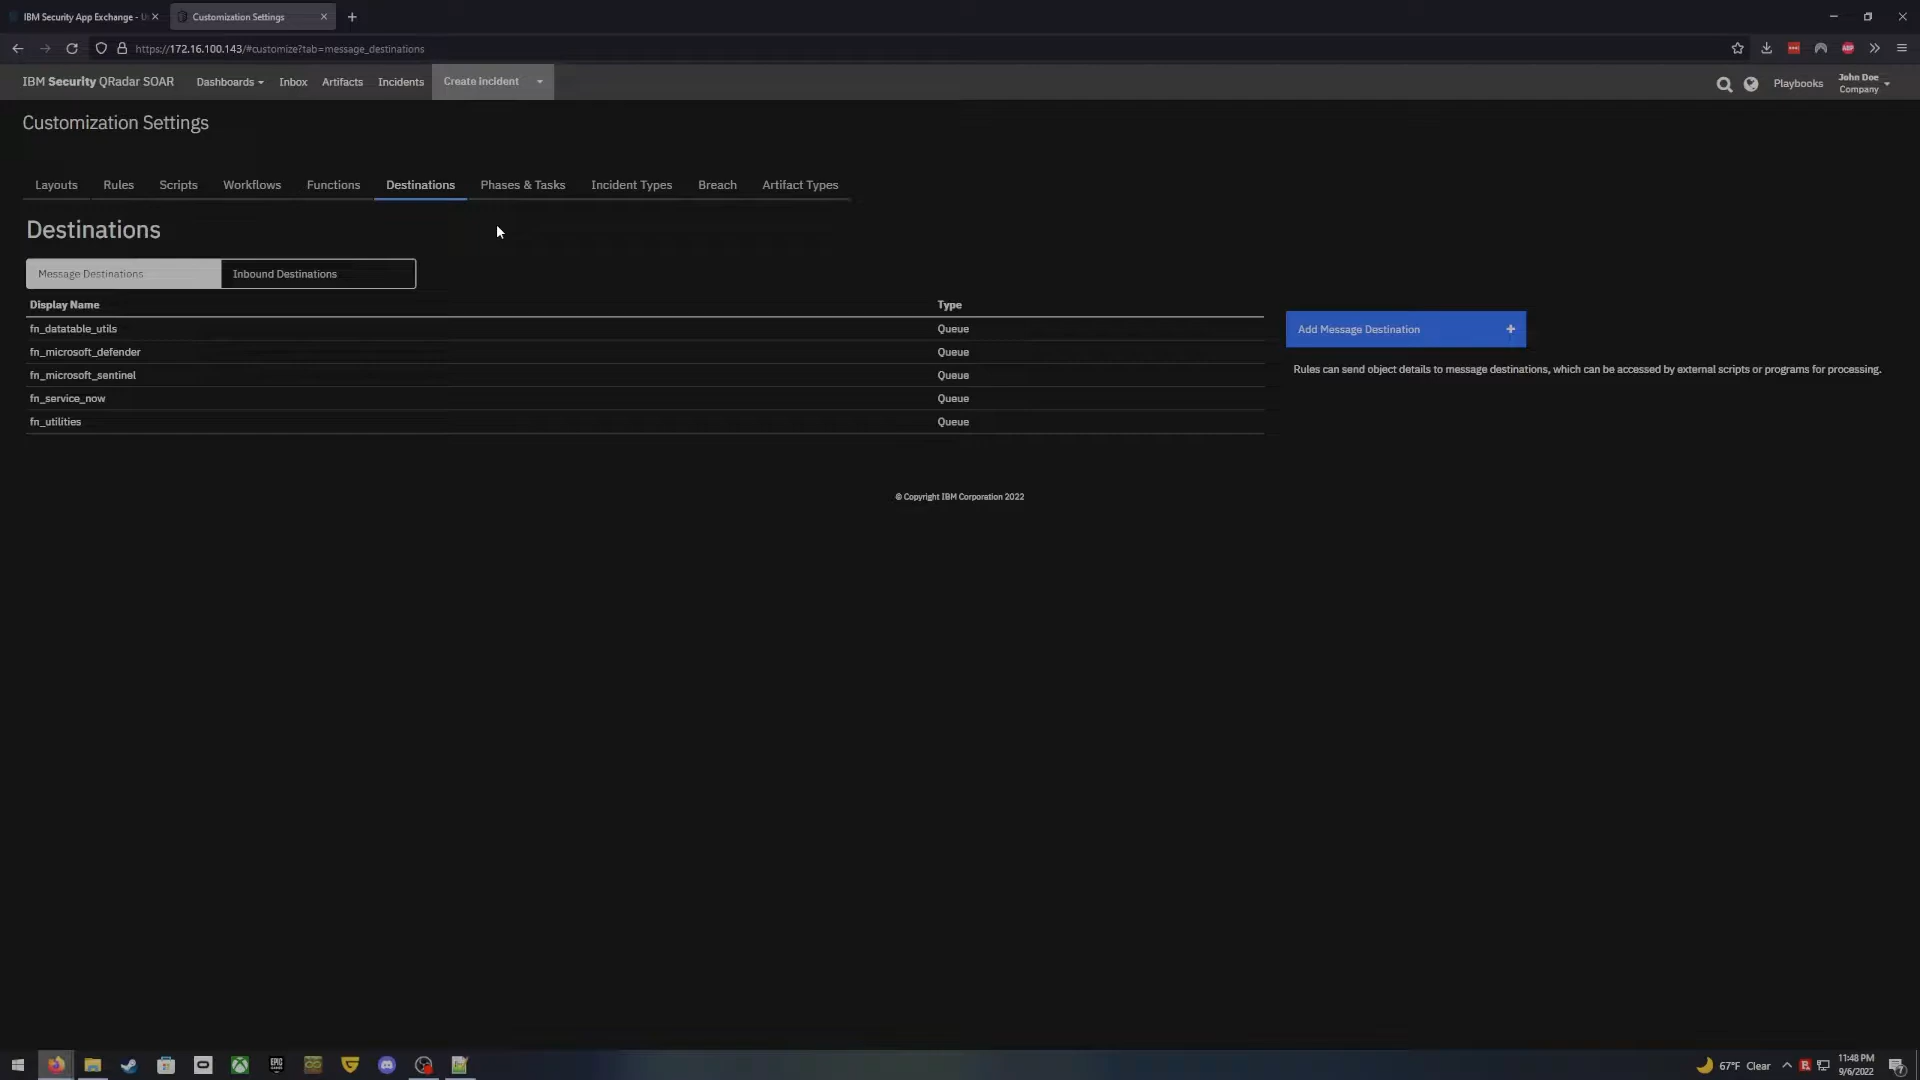 IBM Security App Exchange - U
Customization Settings
https://172.16.100.143/#customize?tab=message_destinations
IBM Security QRadar SOAR
Dashboards
Inbox
Artifacts
Incidents
Create incident
Playbooks
John Doe
Company
Customization Settings
Layouts
Rules
Scripts
Workflows
Functions
Destinations
Phases & Tasks
Incident Types
Breach
Artifact Types
Destinations
Message Destinations
Inbound Destinations
Display Name
Type
fn_datatable_utils
Queue
fn_microsoft_defender
Queue
fn_microsoft_sentinel
Queue
fn_service_now
Queue
fn_utilities
Queue
Add Message Destination
Rules can send object details to message destinations, which can be accessed by external scripts or programs for processing.
© Copyright IBM Corporation 2022
67°F Clear
11:48 PM
9/6/2022